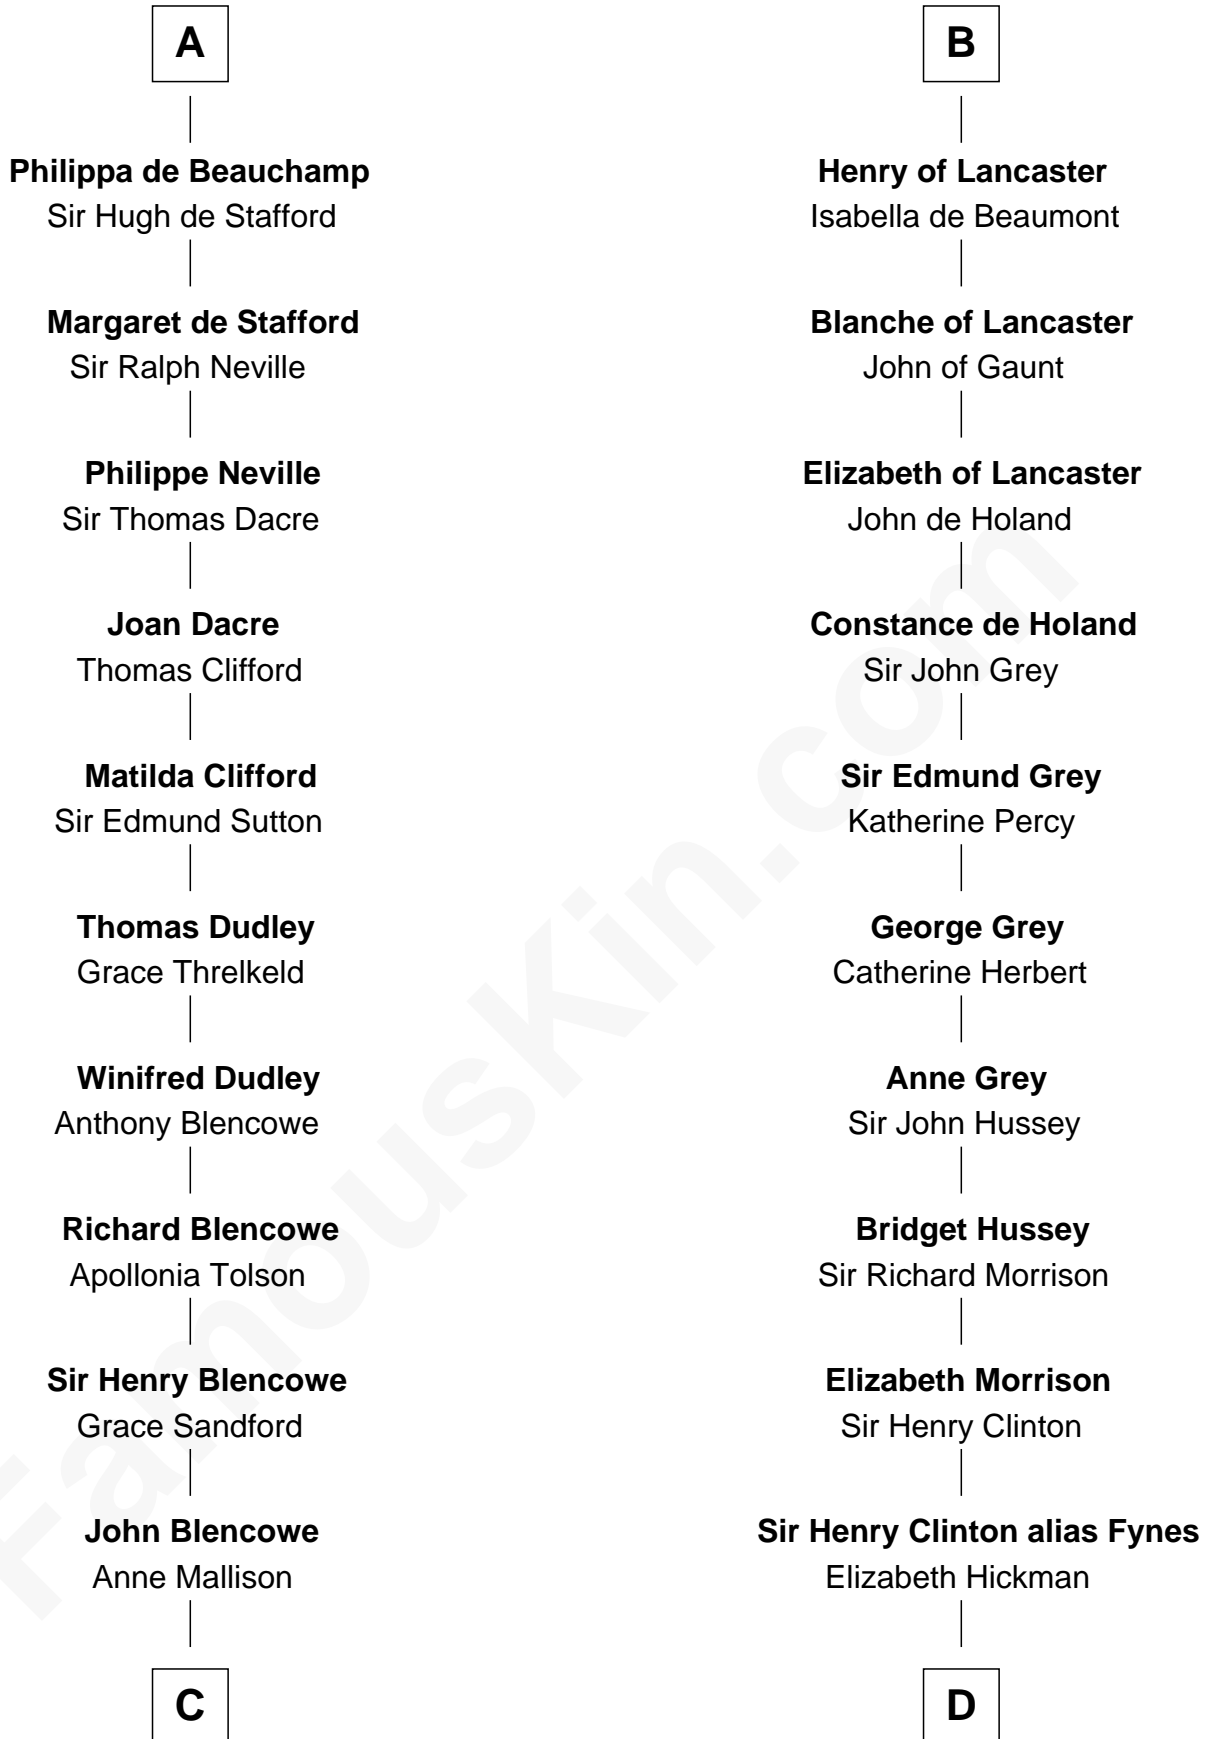 A
Philippa de Beauchamp
Sir Hugh de Stafford
Margaret de Stafford
Sir Ralph Neville
Philippe Neville
Sir Thomas Dacre
Joan Dacre
Thomas Clifford
Matilda Clifford
Sir Edmund Sutton
Thomas Dudley
Grace Threlkeld
Winifred Dudley
Anthony Blencowe
Richard Blencowe
Apollonia Tolson
Sir Henry Blencowe
Grace Sandford
John Blencowe
Anne Mallison
C
B
Henry of Lancaster
Isabella de Beaumont
Blanche of Lancaster
John of Gaunt
Elizabeth of Lancaster
John de Holand
Constance de Holand
Sir John Grey
Sir Edmund Grey
Katherine Percy
George Grey
Catherine Herbert
Anne Grey
Sir John Hussey
Bridget Hussey
Sir Richard Morrison
Elizabeth Morrison
Sir Henry Clinton
Sir Henry Clinton alias Fynes
Elizabeth Hickman
D
FamousKin.com